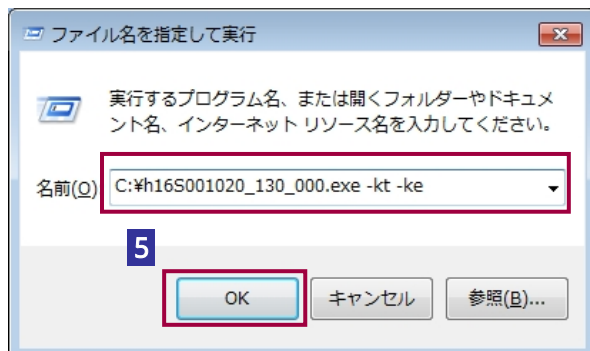 ファイル名を指定して実行
実行するプログラム名、または開くフォルダーやドキュメ
ント名、インターネット リソース名を入力してください。
名前(O)
C:¥h16S001020_130_000.exe -kt -ke
5
OK
キャンセル
参照(B)...